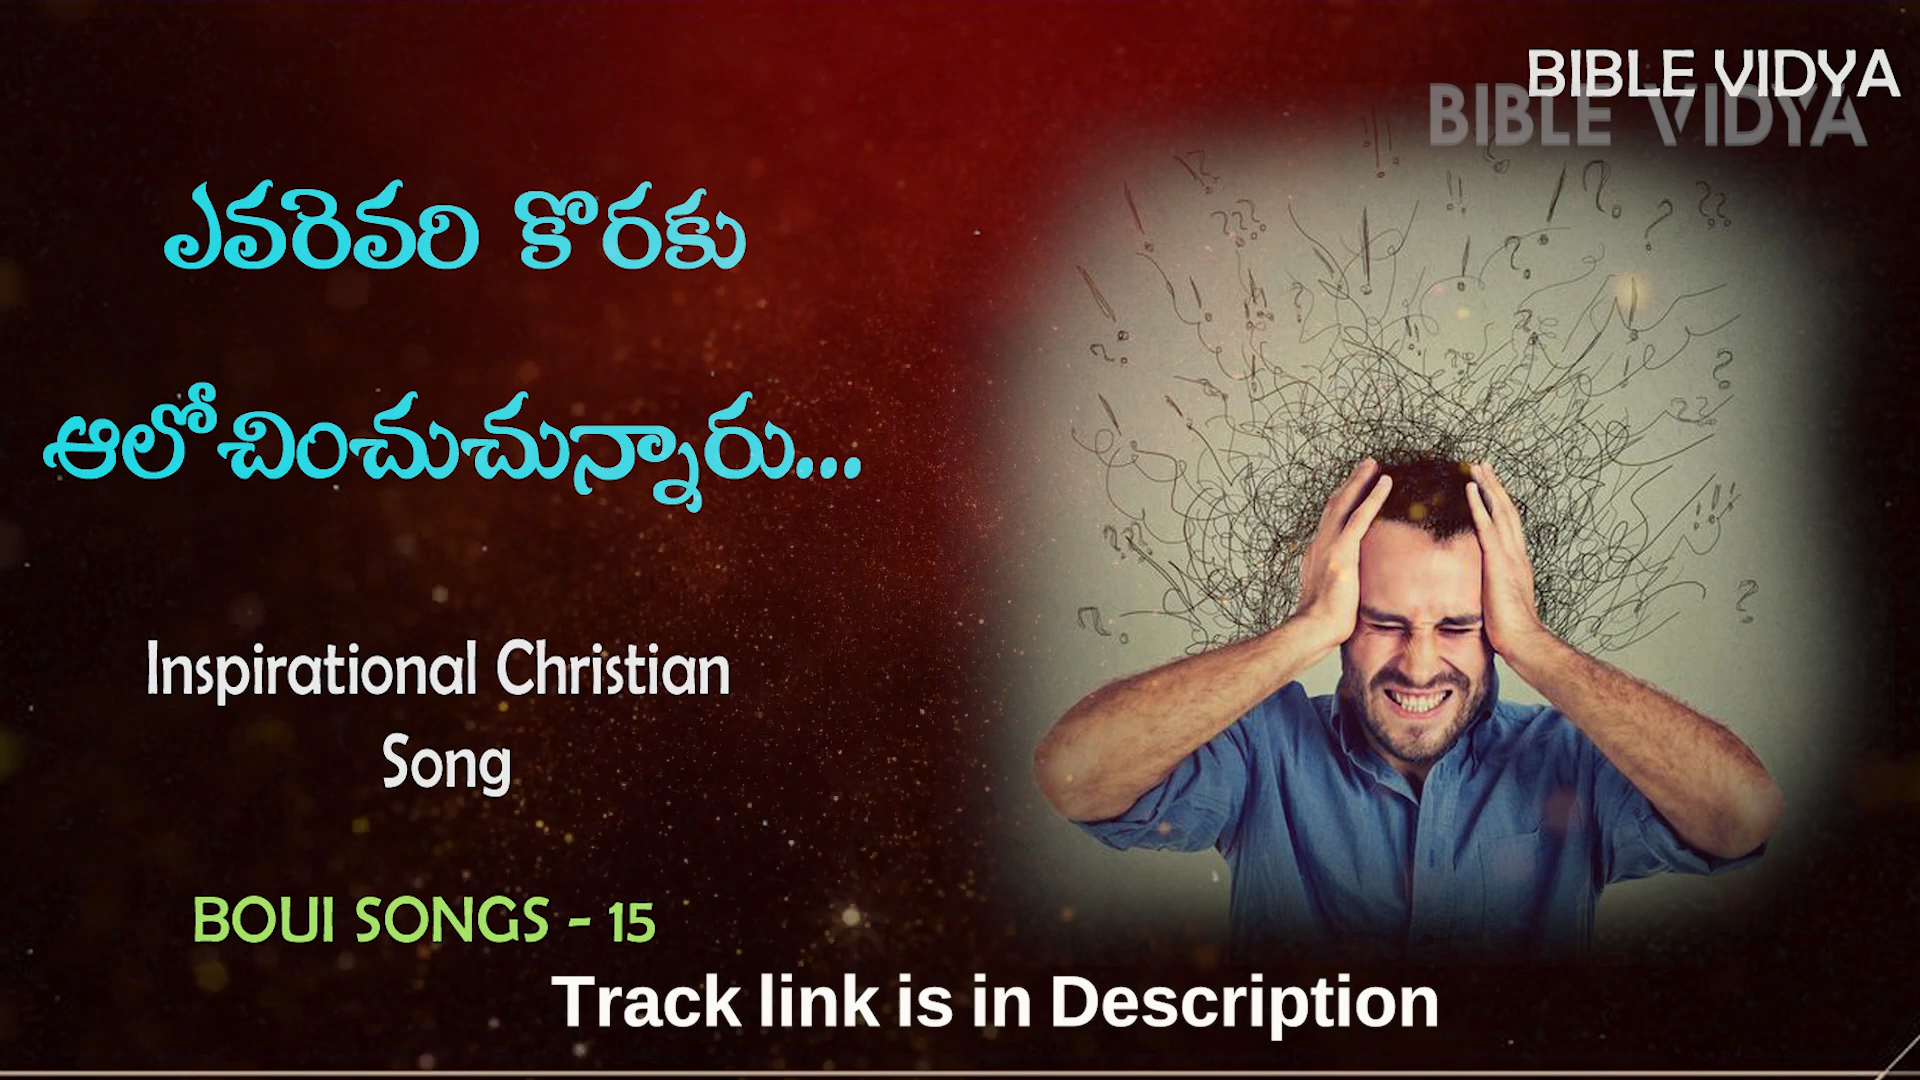 BIBLE VIDYA
BIBLE VIDYA
ఎవరెవరి కొరకు
ఆలోచించుచున్నారు...
Inspirational Christian
Song
BOUI SONGS - 15
Track link is in Description